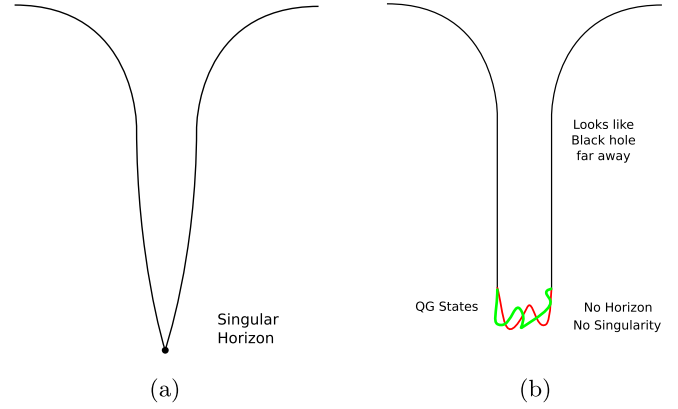 Singular
Horizon
(a)
Looks like
Black hole
far away
QG States
No Horizon
No Singularity
(b)